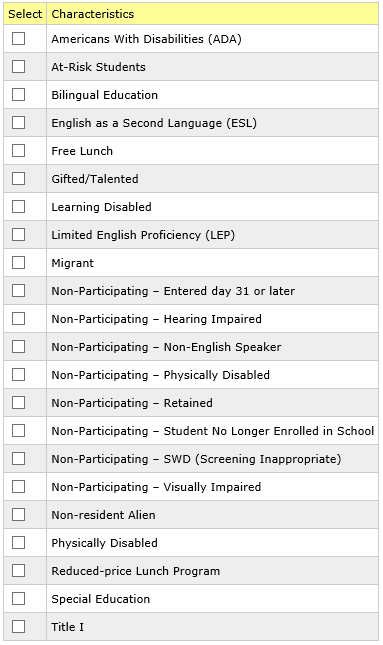 Select Characteristics
Americans With Disabilities (ADA)
At-Risk Students
Bilingual Education
English as a Second Language (ESL)
Free Lunch
Gifted/Talented
Learning Disabled
Limited English Proficiency (LEP)
Migrant
Non-Participating – Entered day 31 or later
Non-Participating – Hearing Impaired
Non-Participating – Non-English Speaker
Non-Participating – Physically Disabled
Non-Participating – Retained
Non-Participating – Student No Longer Enrolled in School
Non-Participating – SWD (Screening Inappropriate)
Non-Participating – Visually Impaired
Non-resident Alien
Physically Disabled
Reduced-price Lunch Program
Special Education
Title I